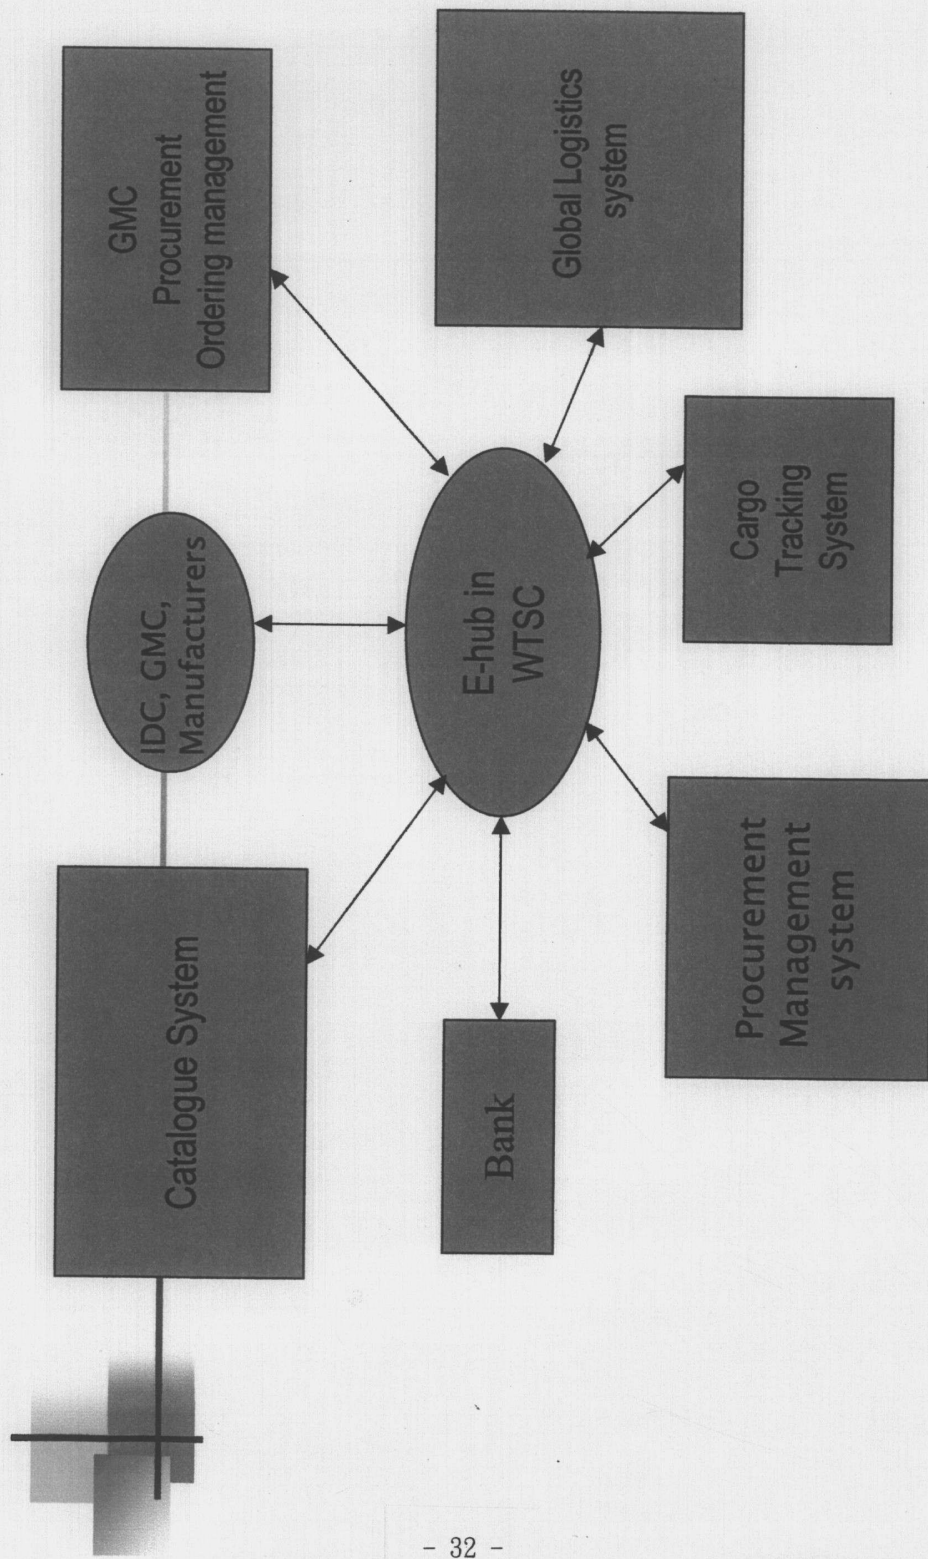 Catalogue System
IDC, GMC,
Manufacturers
GMC
Procurement
Ordering management
Bank
E-hub in
WTSC
Global Logistics
system
Procurement
Management
system
Cargo
Tracking
System
- 32 -